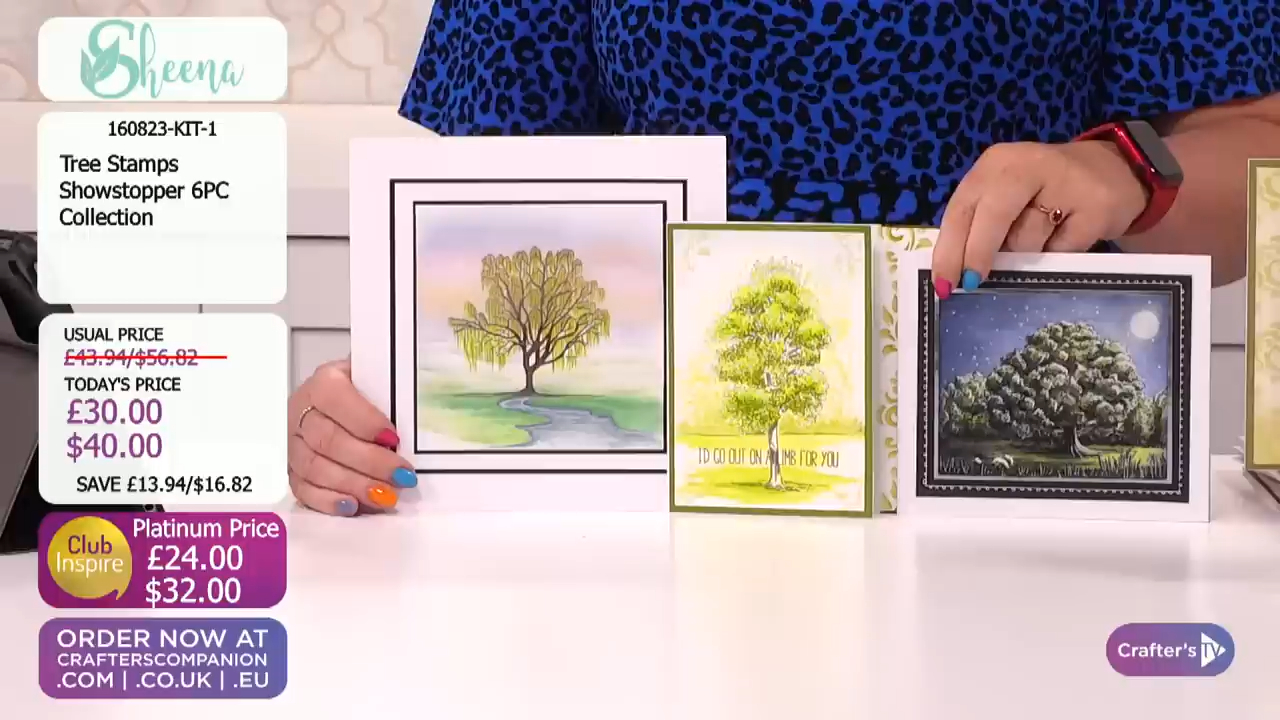 Sheena
160823-KIT-1
Tree Stamps
Showstopper 6PC
Collection
USUAL PRICE
£43.94/$56.82
TODAY'S PRICE
£30.00
$40.00
SAVE £13.94/$16.82
Club
Inspire
Platinum Price
£24.00
$32.00
ORDER NOW AT
CRAFTERSCOMPANION
.COM | .CO.UK | .EU
I'D GO OUT ON A LIMB FOR YOU
Crafter's TV